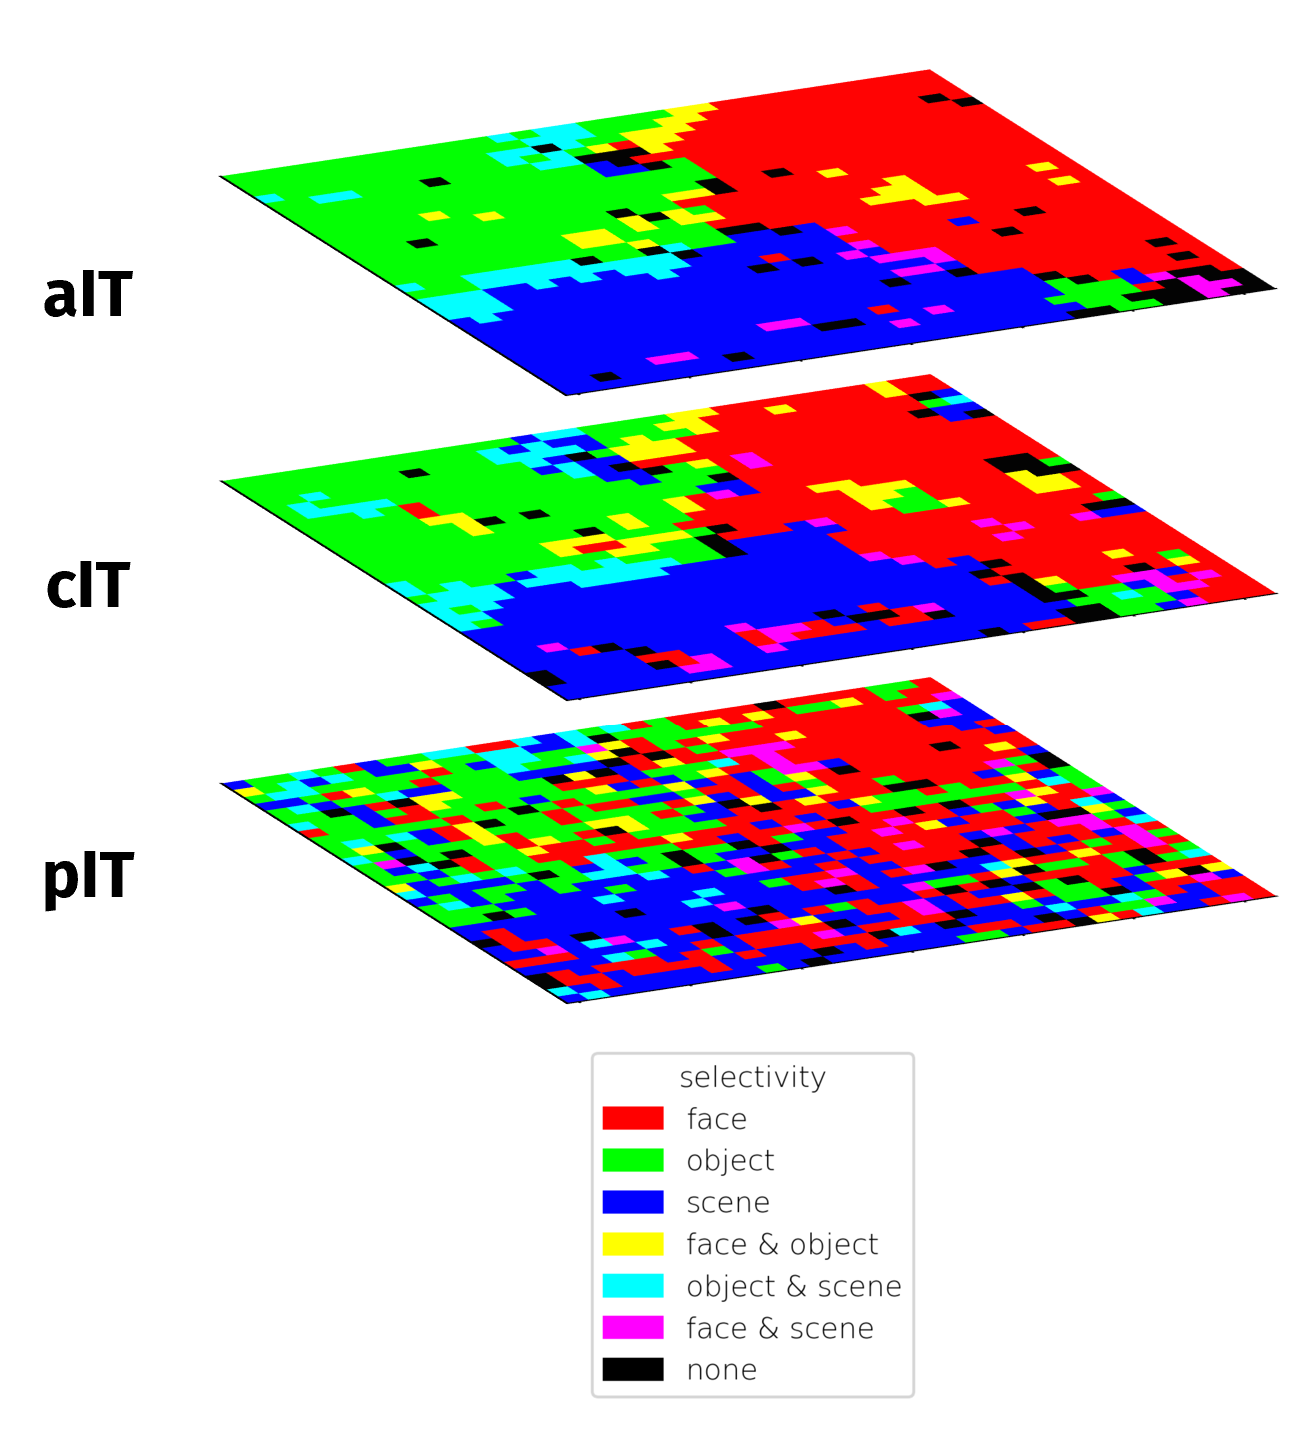 aIT
cIT
pIT
selectivity
face
object
scene
face & object
object & scene
face & scene
none